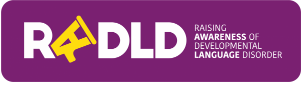 RADLD
RAISING
AWARENESS OF
DEVELOPMENTAL
LANGUAGE DISORDER